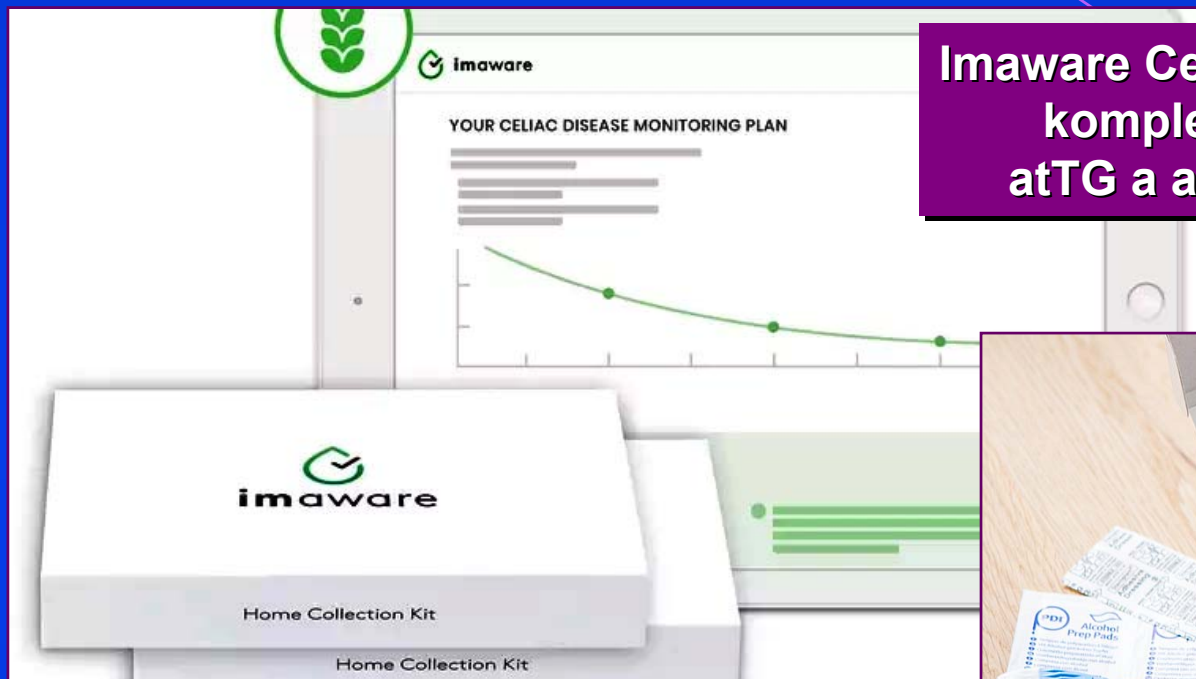 imaware
YOUR CELIAC DISEASE MONITORING PLAN
Imaware Ce
komple
atTG a a
imaware
Home Collection Kit
Home Collection Kit
PDI
Alcohol
Prep Pads